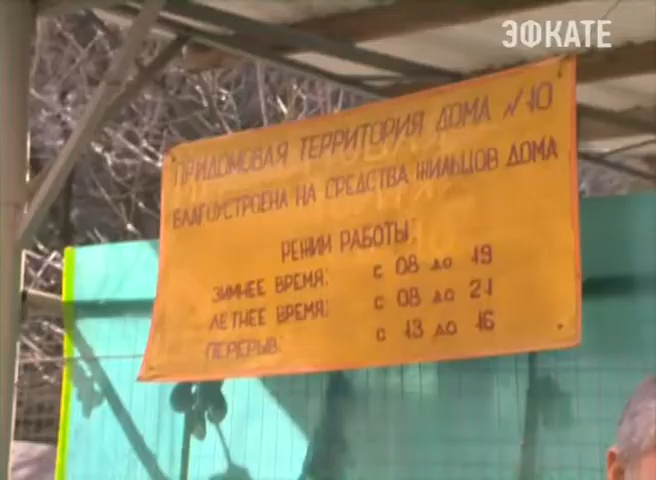 ЭФКАТЕ
ПРИДОМОВАЯ ТЕРРИТОРИЯ ДОМА №10
БЛАГОУСТРОЕНА НА СРЕДСТВА ЖИЛЬЦОВ ДОМА
РЕЖИМ РАБОТЫ:
ЗИМНЕЕ ВРЕМЯ: с 08 до 19
ЛЕТНЕЕ ВРЕМЯ: с 08 до 21
ПЕРЕРЫВ: с 13 до 16